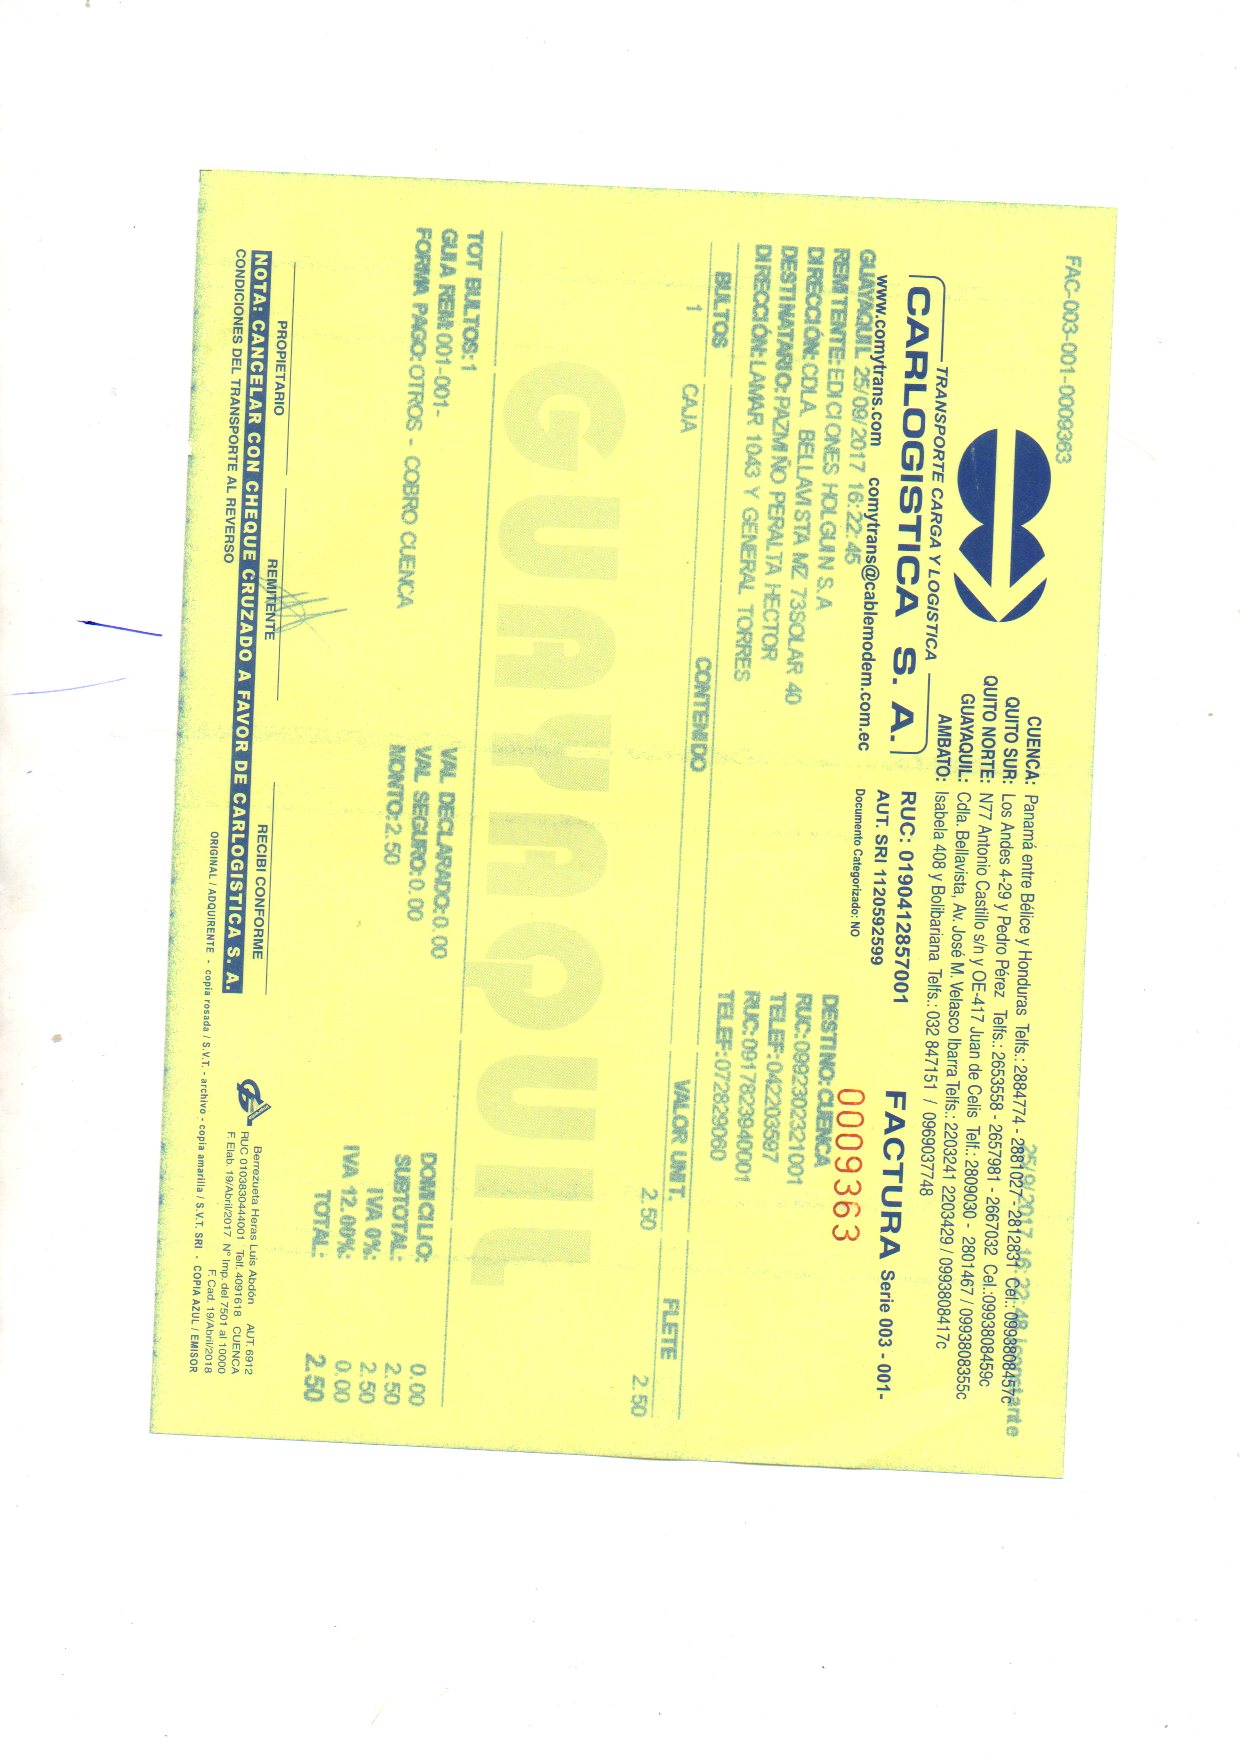 FAC-003-001-0009363
TRANSPORTE CARGA Y LOGISTICA
CARLOGISTICA S. A.
www.comytrans.com comytrans@cablemodem.com.ec
25/9/2017 16:22:48
CUENCA: Panamá entre Bélice y Honduras Telfs.: 2884774 - 2881027 - 2812831 Cel.: 0993808457c
QUITO SUR: Los Andes 4-29 y Pedro Pérez Telfs.: 2653558 - 2657981 - 2667032 Cel.:0993808459c
QUITO NORTE: N77 Antonio Castillo s/n y OE-417 Juan de Celis Telf.: 2809030 - 2801467 / 0993808355c
GUAYAQUIL: Cdla. Bellavista, Av. José M. Velasco Ibarra Telfs.: 2203241 2203429 / 0993808417c
AMBATO: Isabela 408 y Bolibariana Telfs.: 032 847151 / 0969037748
RUC: 0190412857001
AUT. SRI 1120592599
Documento Categorizado: NO
FACTURA Serie 003 - 001-
0009363
GUAYAQUIL 25/09/2017 16:22:45
DESTINO:CUENCA
REMITENTE:EDICIONES HOLGUIN S.A
RUC:0992302321001
DIRECCIÓN:CDLA. BELLAVISTA MZ 73SOLAR 40
TELEF:042203597
DESTINATARIO:PAZMIÑO PERALTA HECTOR
RUC:0917823940001
DIRECCIÓN:LAMAR 1043 Y GENERAL TORRES
TELEF:072829060
BULTOS CONTENIDO VALOR UNIT. FLETE
1 CAJA 2.50 2.50
GUAYAQUIL
TOT BULTOS:1
GUIA REM:001-001-
FORMA PAGO:OTROS - COBRO CUENCA
VAL DECLARADO:0.00
VAL SEGURO:0.00
MONTO:2.50
DOMICILIO: 0.00
SUBTOTAL: 2.50
IVA 0%: 2.50
IVA 12.00%: 0.00
TOTAL: 2.50
PROPIETARIO REMITENTE RECIBI CONFORME
NOTA: CANCELAR CON CHEQUE CRUZADO A FAVOR DE CARLOGISTICA S. A.
CONDICIONES DEL TRANSPORTE AL REVERSO
Berrezueta Heras Luis Abdón AUT. 6912
RUC 0103830444001 Telf. 4091618 CUENCA
F. Elab. 19/Abril/2017 Nº Imp. del 7501 al 10000
F. Cad. 19/Abril/2018
ORIGINAL / ADQUIRENTE - copia rosada / S.V.T. - archivo - copia amarilla / S.V.T. SRI - COPIA AZUL / EMISOR